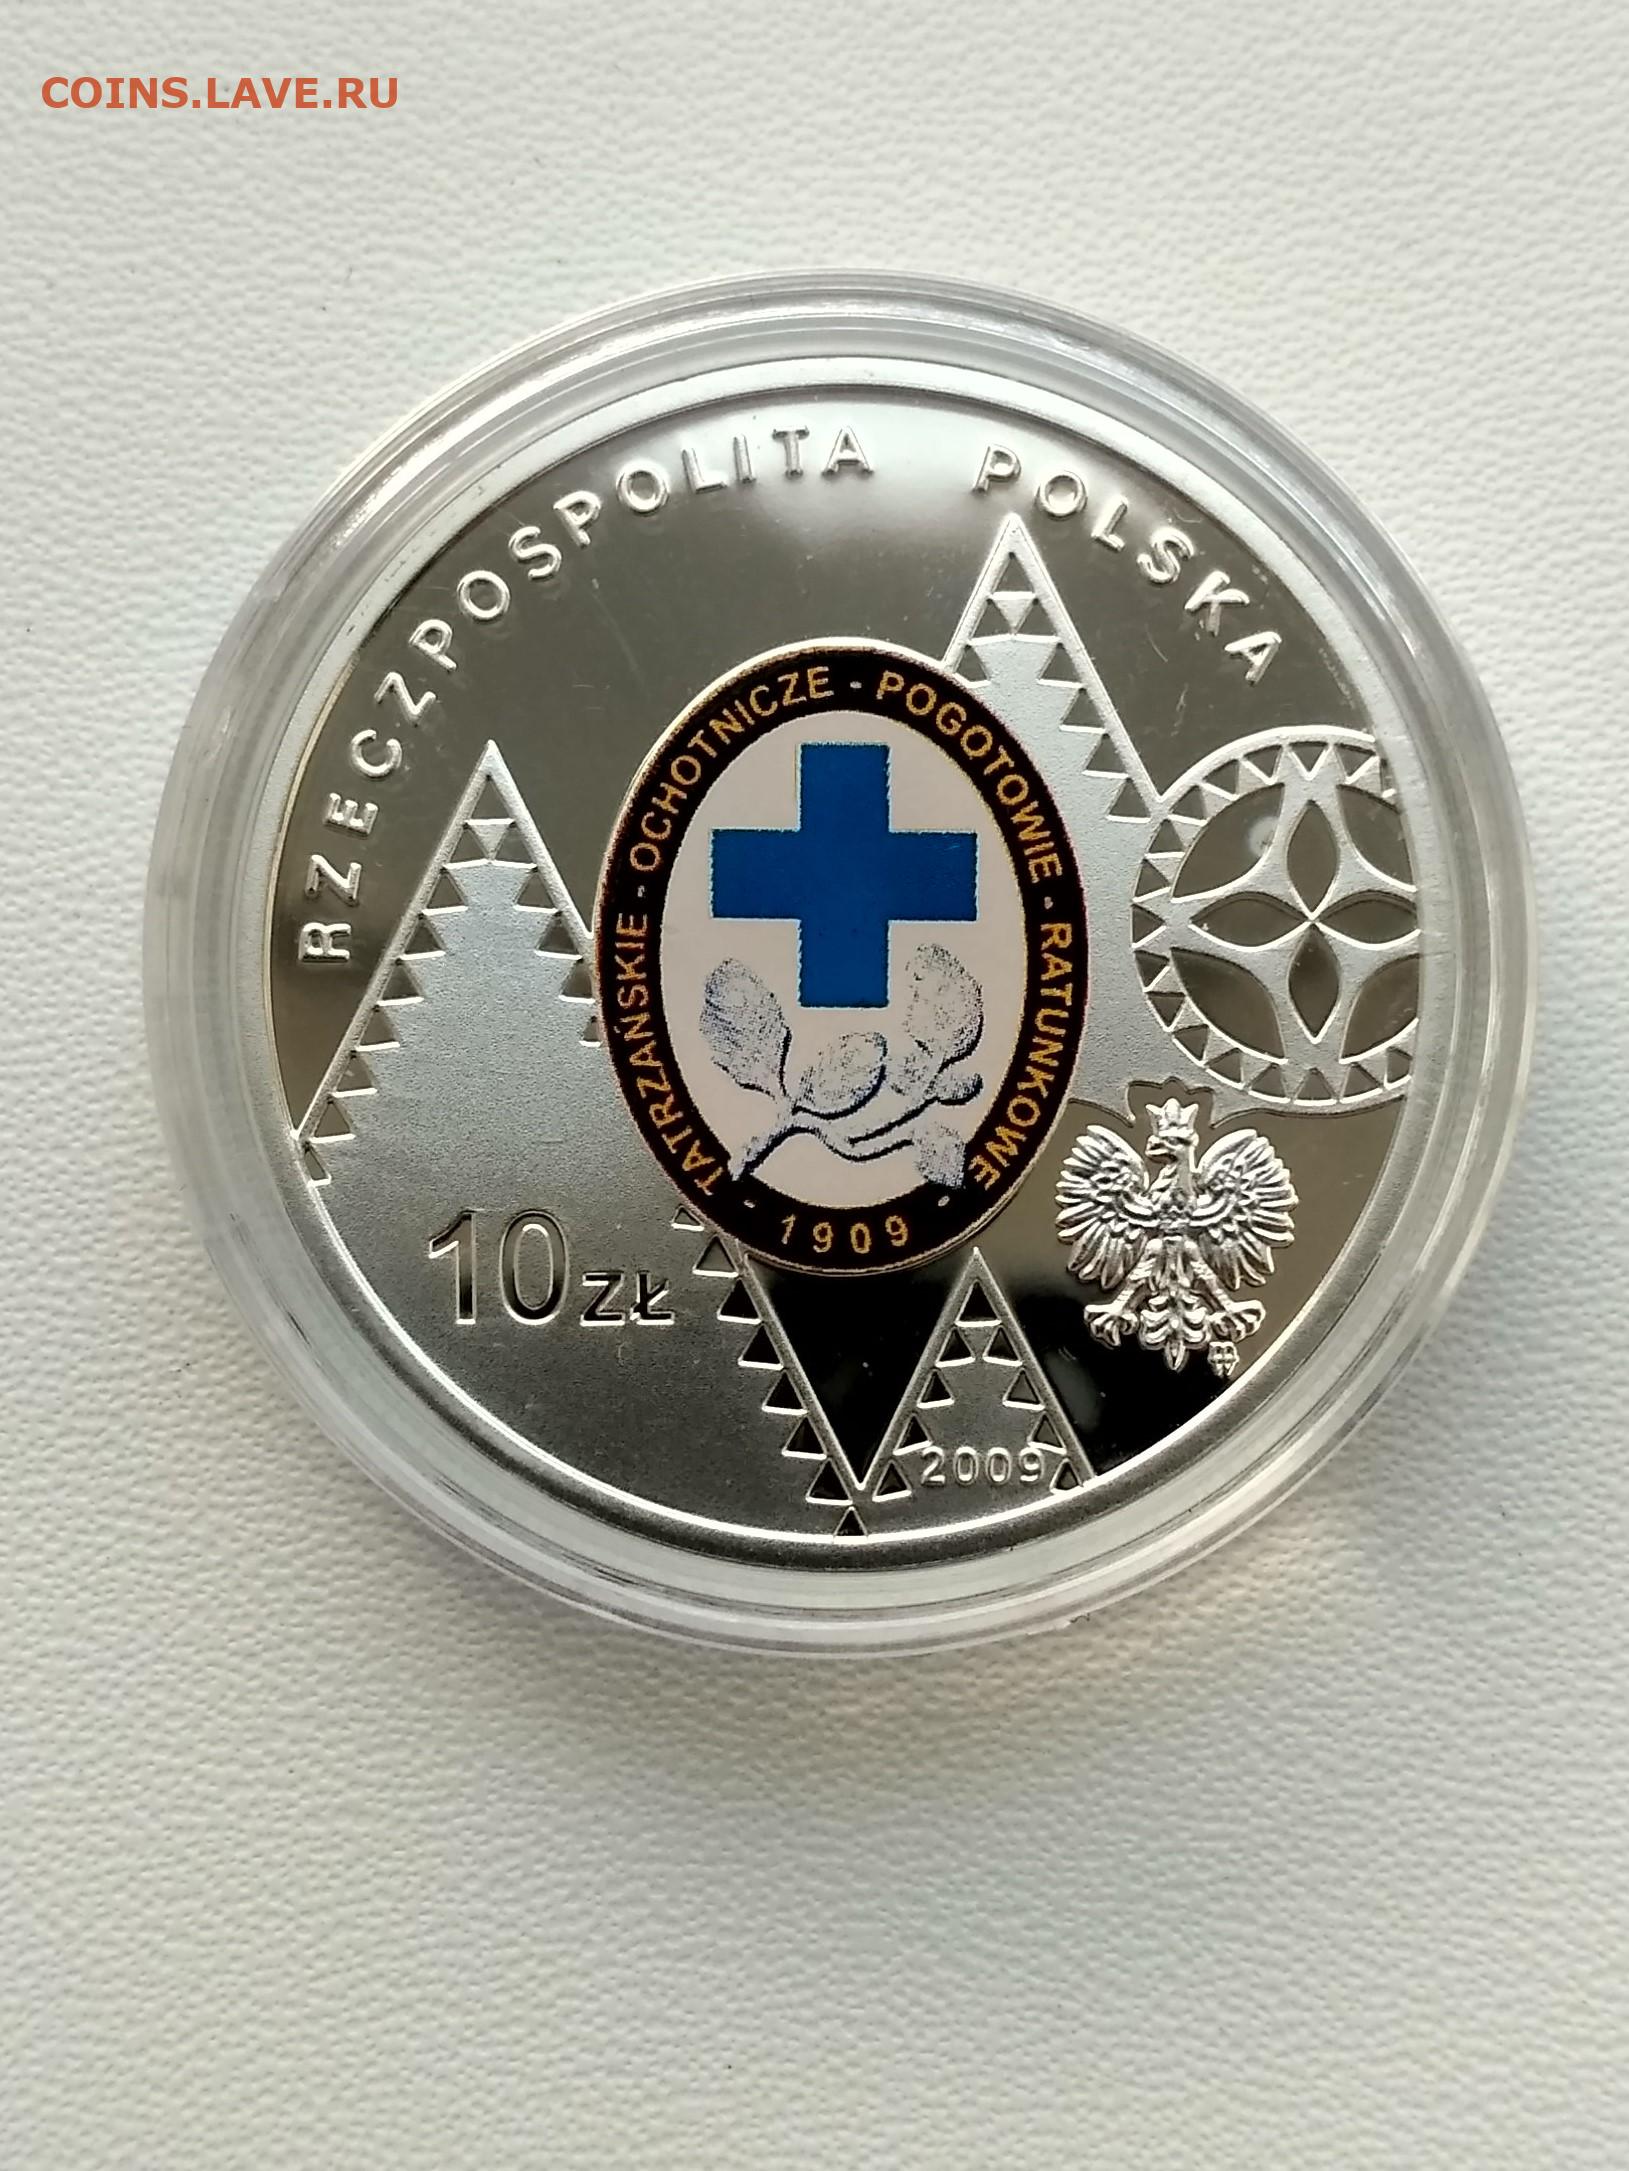 COINS.LAVE.RU
RZECZPOSPOLITA POLSKA
TATRZAŃSKIE - OCHOTNICZE - POGOTOWIE - RATUNKOWE -
- 1909
10 ZŁ
2009